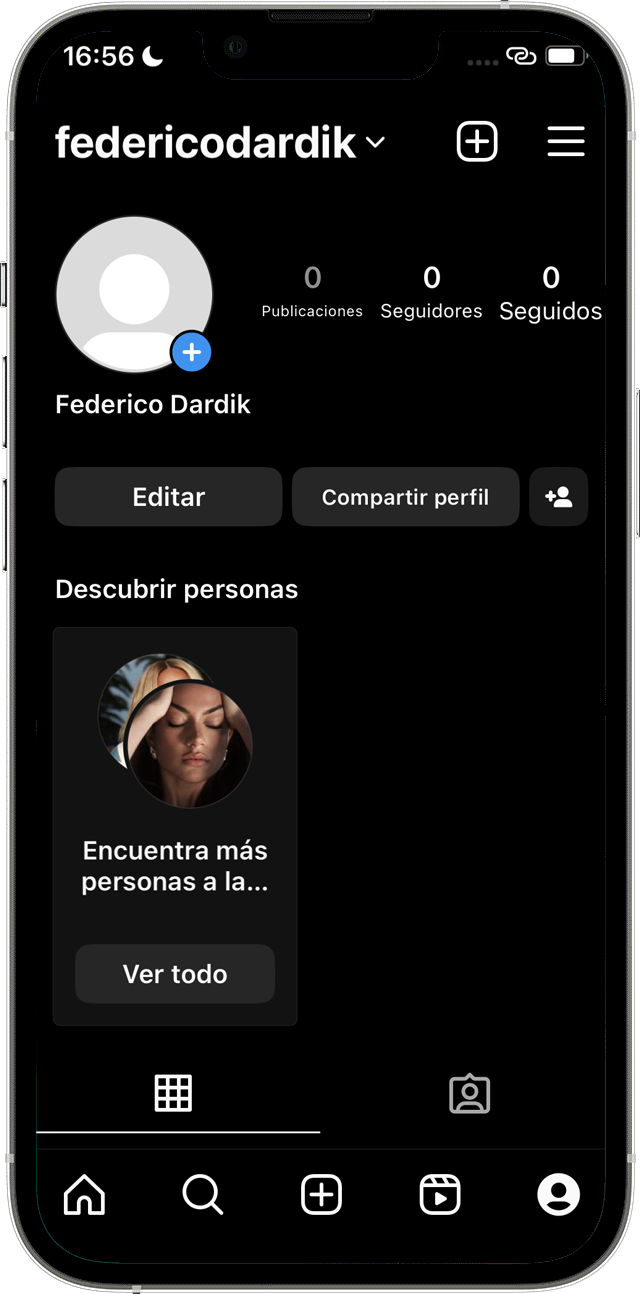 16:56
federicodardik
0 0 0
Publicaciones Seguidores Seguidos
Federico Dardik
Editar Compartir perfil
Descubrir personas
Encuentra más
personas a la...
Ver todo